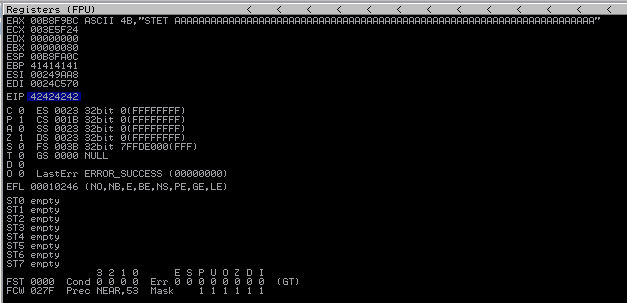 Registers (FPU) < < < < < < < < < < < <
EAX 00B8F9BC ASCII 4B,"STET AAAAAAAAAAAAAAAAAAAAAAAAAAAAAAAAAAAAAAAAAAAAAAAAAAAAAAAAAAAA"
ECX 003E5F24
EDX 00000000
EBX 00000080
ESP 00B8FA0C
EBP 41414141
ESI 00249AA8
EDI 0024C570
EIP 42424242
C 0 ES 0023 32bit 0(FFFFFFFF)
P 1 CS 001B 32bit 0(FFFFFFFF)
A 0 SS 0023 32bit 0(FFFFFFFF)
Z 1 DS 0023 32bit 0(FFFFFFFF)
S 0 FS 003B 32bit 7FFDE000(FFF)
T 0 GS 0000 NULL
D 0
O 0 LastErr ERROR_SUCCESS (00000000)
EFL 00010246 (NO,NB,E,BE,NS,PE,GE,LE)
ST0 empty
ST1 empty
ST2 empty
ST3 empty
ST4 empty
ST5 empty
ST6 empty
ST7 empty
3 2 1 0 E S P U O Z D I
FST 0000 Cond 0 0 0 0 Err 0 0 0 0 0 0 0 0 (GT)
FCW 027F Prec NEAR,53 Mask 1 1 1 1 1 1